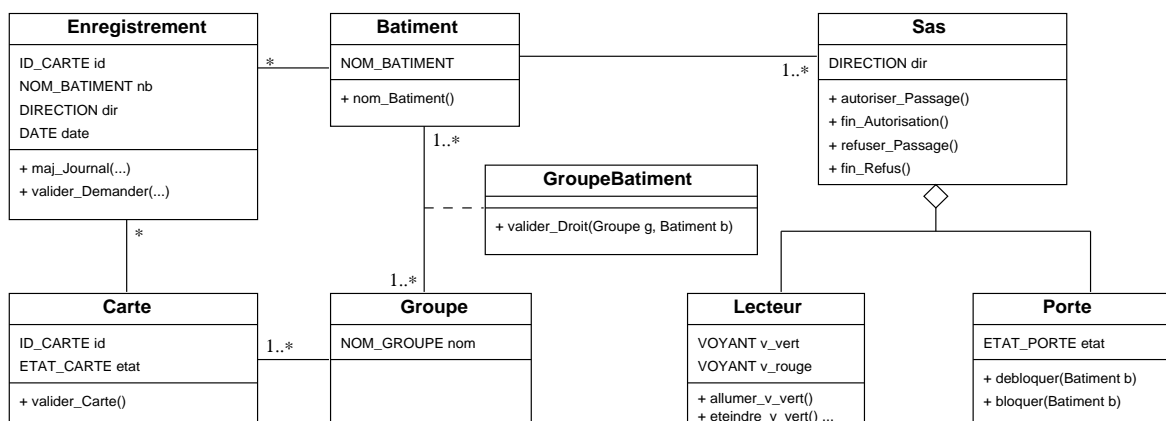 Enregistrement
ID_CARTE id
NOM_BATIMENT nb
DIRECTION dir
DATE date
+ maj_Journal(...)
+ valider_Demander(...)
*
*
Batiment
NOM_BATIMENT
+ nom_Batiment()
1..*
1..*
Sas
DIRECTION dir
+ autoriser_Passage()
+ fin_Autorisation()
+ refuser_Passage()
+ fin_Refus()
GroupeBatiment
+ valider_Droit(Groupe g, Batiment b)
1..*
Carte
ID_CARTE id
ETAT_CARTE etat
+ valider_Carte()
1..*
Groupe
NOM_GROUPE nom
Lecteur
VOYANT v_vert
VOYANT v_rouge
+ allumer_v_vert()
+ eteindre_v_vert() ...
Porte
ETAT_PORTE etat
+ debloquer(Batiment b)
+ bloquer(Batiment b)